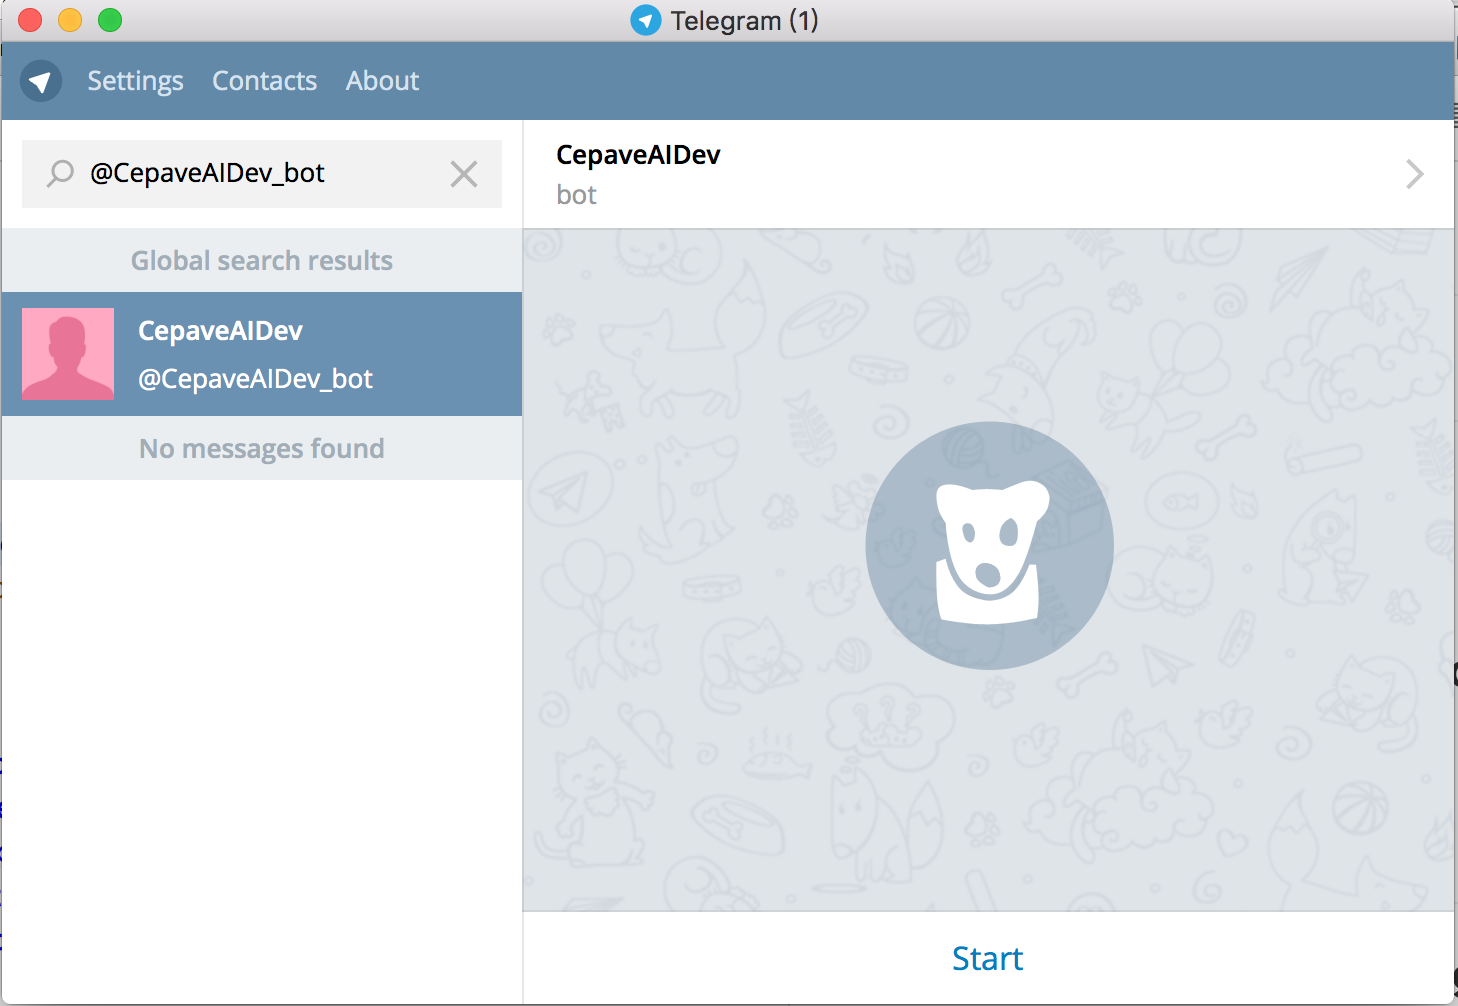 Telegram (1)
Settings Contacts About
@CepaveAIDev_bot
Global search results
CepaveAIDev
@CepaveAIDev_bot
No messages found
CepaveAIDev
bot
Start